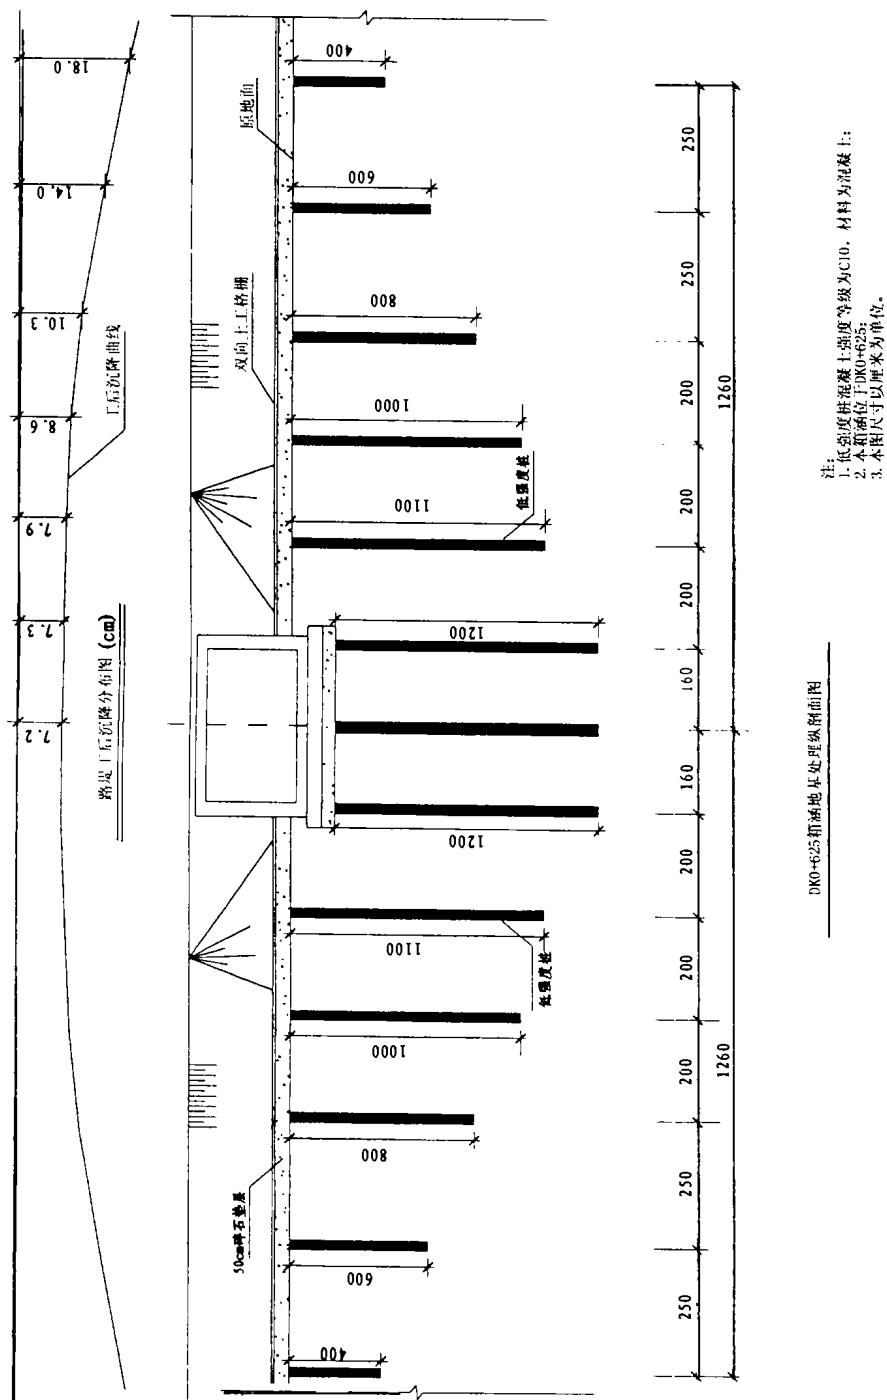 7.2
7.3
7.9
8.6
10.3
14.0
18.0
工后沉降曲线
路堤工后沉降分布图 (cm)
50cm碎石垫层
双向土工格栅
原地面
400
600
800
1000
1100
1200
1200
1100
1000
800
600
400
低强度桩
低强度桩
250
250
200
200
200
160
160
200
200
200
250
250
1260
1260
DK0+625箱涵地基处理纵剖面图
注:
1. 低强度桩混凝土强度等级为C10, 材料为混凝土;
2. 本箱涵位于DK0+625;
3. 本图尺寸以厘米为单位。